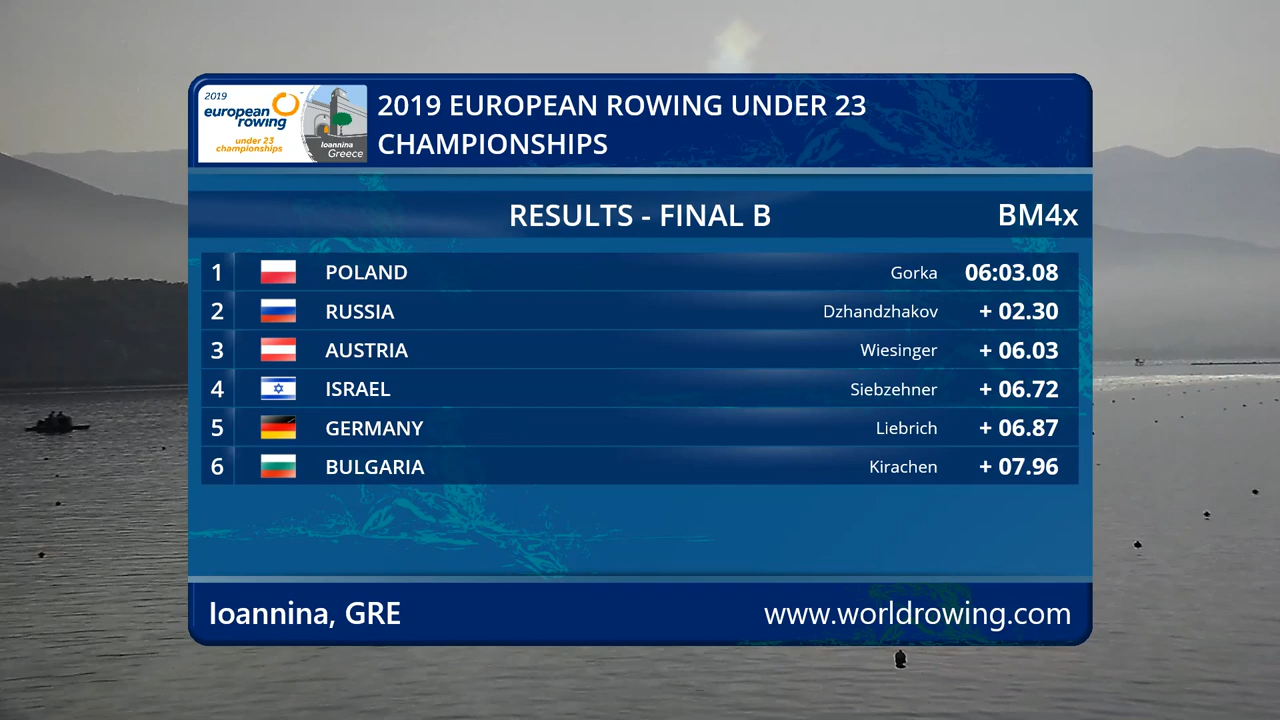 2019
european
rowing
under 23
championships
Ioannina
Greece
2019 EUROPEAN ROWING UNDER 23
CHAMPIONSHIPS
RESULTS - FINAL B BM4x
1 POLAND Gorka 06:03.08
2 RUSSIA Dzhandzhakov + 02.30
3 AUSTRIA Wiesinger + 06.03
4 ISRAEL Siebzehner + 06.72
5 GERMANY Liebrich + 06.87
6 BULGARIA Kirachen + 07.96
Ioannina, GRE www.worldrowing.com